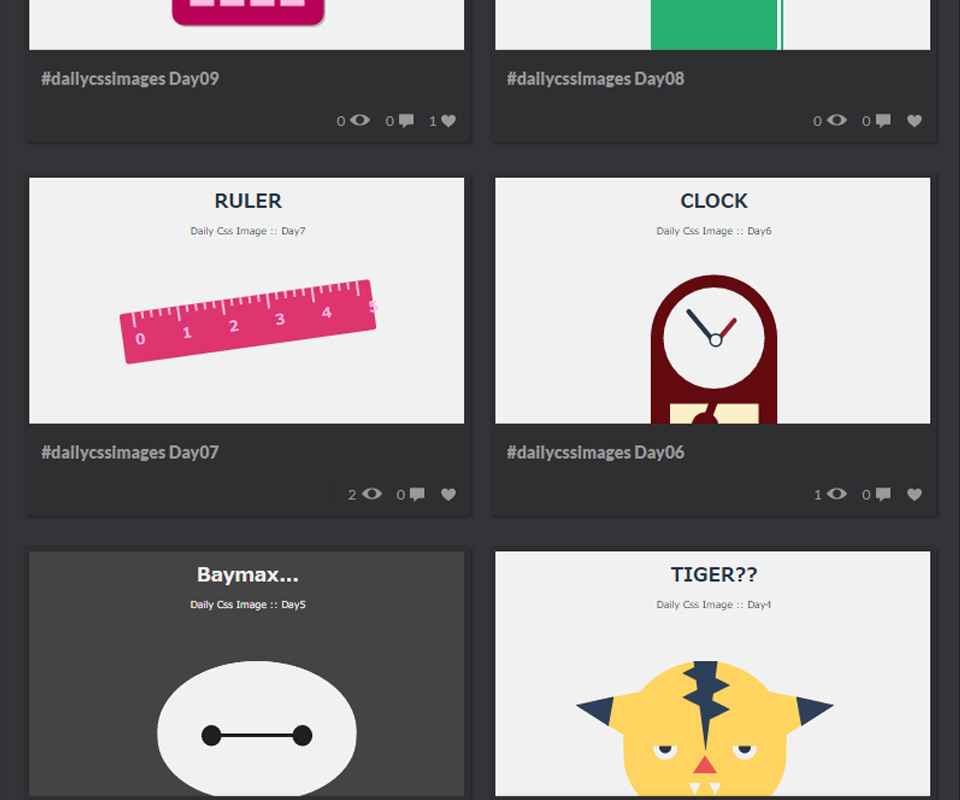 #dailycssimages Day09
#dailycssimages Day08
0 0 1
0 0
RULER
Daily Css Image :: Day7
0 1 2 3 4 5
CLOCK
Daily Css Image :: Day6
#dailycssimages Day07
#dailycssimages Day06
2 0
1 0
Baymax...
Daily Css Image :: Day5
TIGER??
Daily Css Image :: Day4